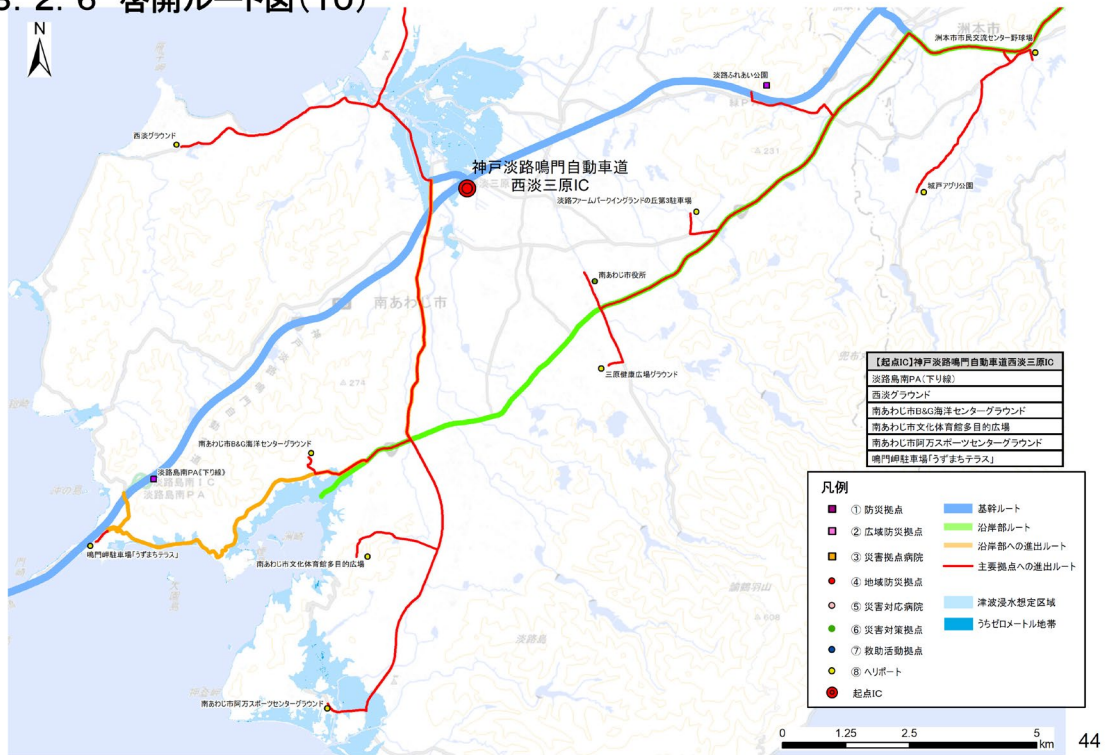 3. 2. 6 啓開ルート図(10)
N
洲本市
洲本市市民交流センター野球場
淡路ふれあい公園
西淡グラウンド
△ 231
神戸淡路鳴門自動車道
西淡三原IC
城戸アグリ公園
淡路ファームパークイングランドの丘第3駐車場
南あわじ市役所
南あわじ市
三原健康広場グラウンド
△ 274
【起点IC】神戸淡路鳴門自動車道西淡三原IC
淡路島南PA(下り線)
西淡グラウンド
南あわじ市B&G海洋センターグラウンド
南あわじ市文化体育館多目的広場
南あわじ市阿万スポーツセンターグラウンド
鳴門岬駐車場「うずまちテラス」
南あわじ市B&G海洋センターグラウンド
淡路島南PA(下り線)
淡路島南IC
淡路島南PA
鳴門岬駐車場「うずまちテラス」
南あわじ市文化体育館多目的広場
諭鶴羽山
△ 608
淡路島
南あわじ市阿万スポーツセンターグラウンド
凡例
① 防災拠点
② 広域防災拠点
③ 災害拠点病院
④ 地域防災拠点
⑤ 災害対応病院
⑥ 災害対策拠点
⑦ 救助活動拠点
⑧ ヘリポート
起点IC
基幹ルート
沿岸部ルート
沿岸部への進出ルート
主要拠点への進出ルート
津波浸水想定区域
うちゼロメートル地帯
0 1.25 2.5 5
km
44